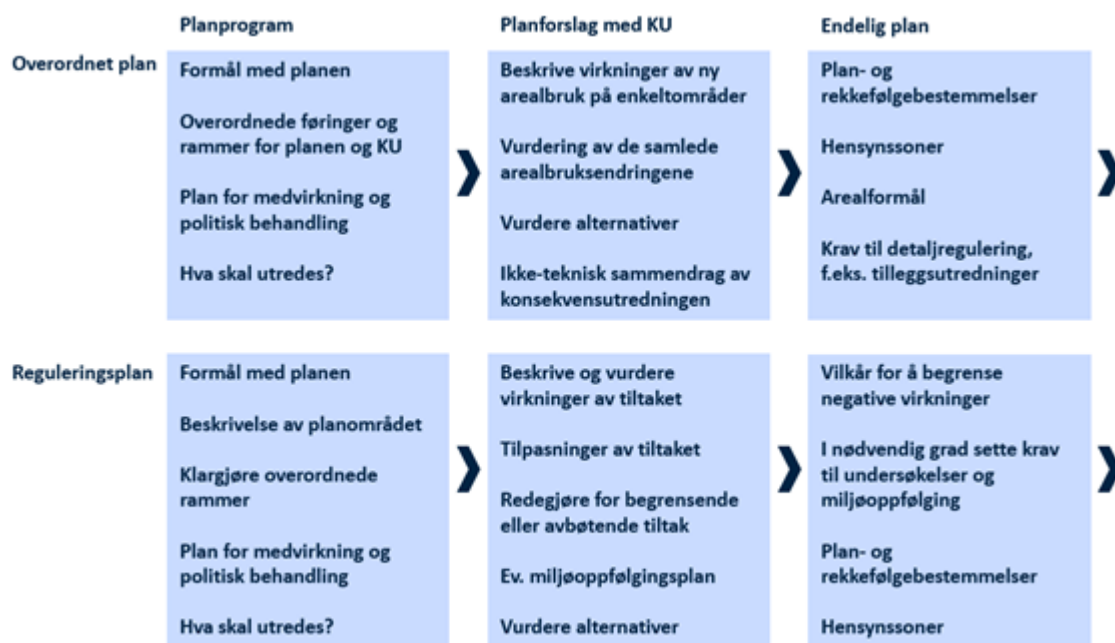 Planprogram
Planforslag med KU
Endelig plan
Overordnet plan
Formål med planen
Overordnede føringer og
rammer for planen og KU
Plan for medvirkning og
politisk behandling
Hva skal utredes?
Beskrive virkninger av ny
arealbruk på enkeltområder
Vurdering av de samlede
arealbruksendringene
Vurdere alternativer
Ikke-teknisk sammendrag av
konsekvensutredningen
Plan- og
rekkefølgebestemmelser
Hensynssoner
Arealformål
Krav til detaljregulering,
f.eks. tilleggsutredninger
Reguleringsplan
Formål med planen
Beskrivelse av planområdet
Klargjøre overordnede
rammer
Plan for medvirkning og
politisk behandling
Hva skal utredes?
Beskrive og vurdere
virkninger av tiltaket
Tilpasninger av tiltaket
Redegjøre for begrensende
eller avbøtende tiltak
Ev. miljøoppfølgingsplan
Vurdere alternativer
Vilkår for å begrense
negative virkninger
I nødvendig grad sette krav
til undersøkelser og
miljøoppfølging
Plan- og
rekkefølgebestemmelser
Hensynssoner